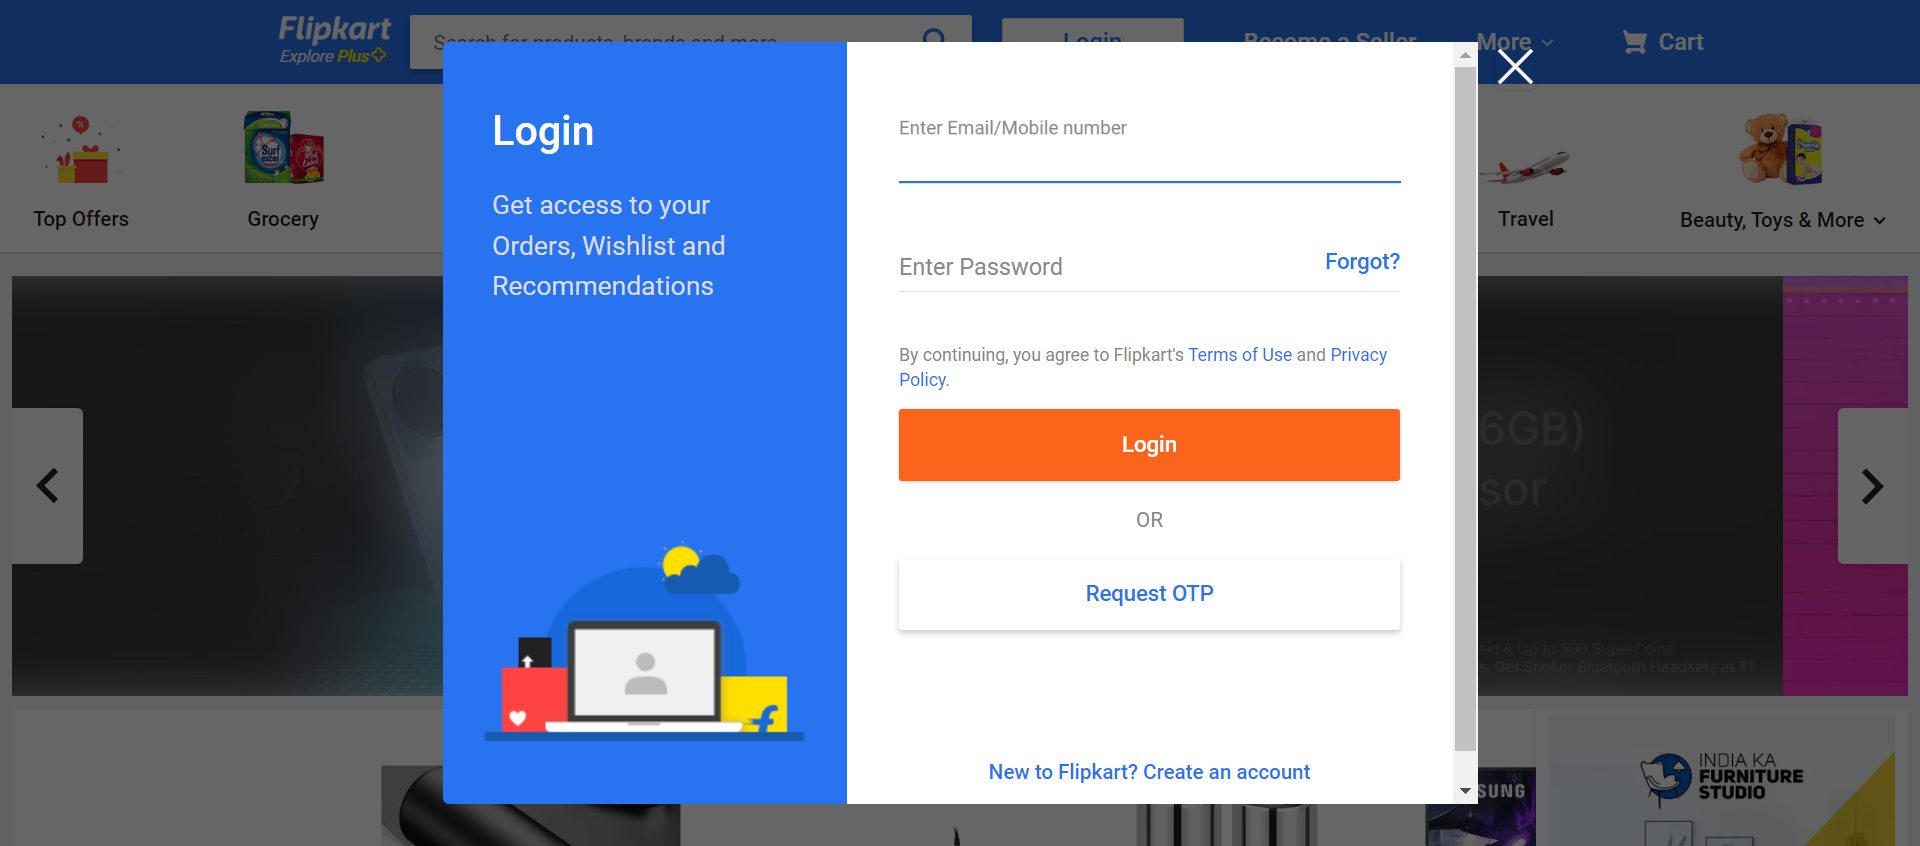 Flipkart
Explore Plus
Search for products, brands and more
Login
Become a Seller
More
Cart
Top Offers
Grocery
Travel
Beauty, Toys & More
Surf excel
Login
Get access to your
Orders, Wishlist and
Recommendations
Enter Email/Mobile number
Enter Password
Forgot?
By continuing, you agree to Flipkart's Terms of Use and Privacy
Policy.
Login
OR
Request OTP
New to Flipkart? Create an account
6GB)
sor
& Up to 500 SuperCoins
Get Snokor Bluetooth Headsets at ₹1
SUNG
INDIA KA
FURNITURE
STUDIO